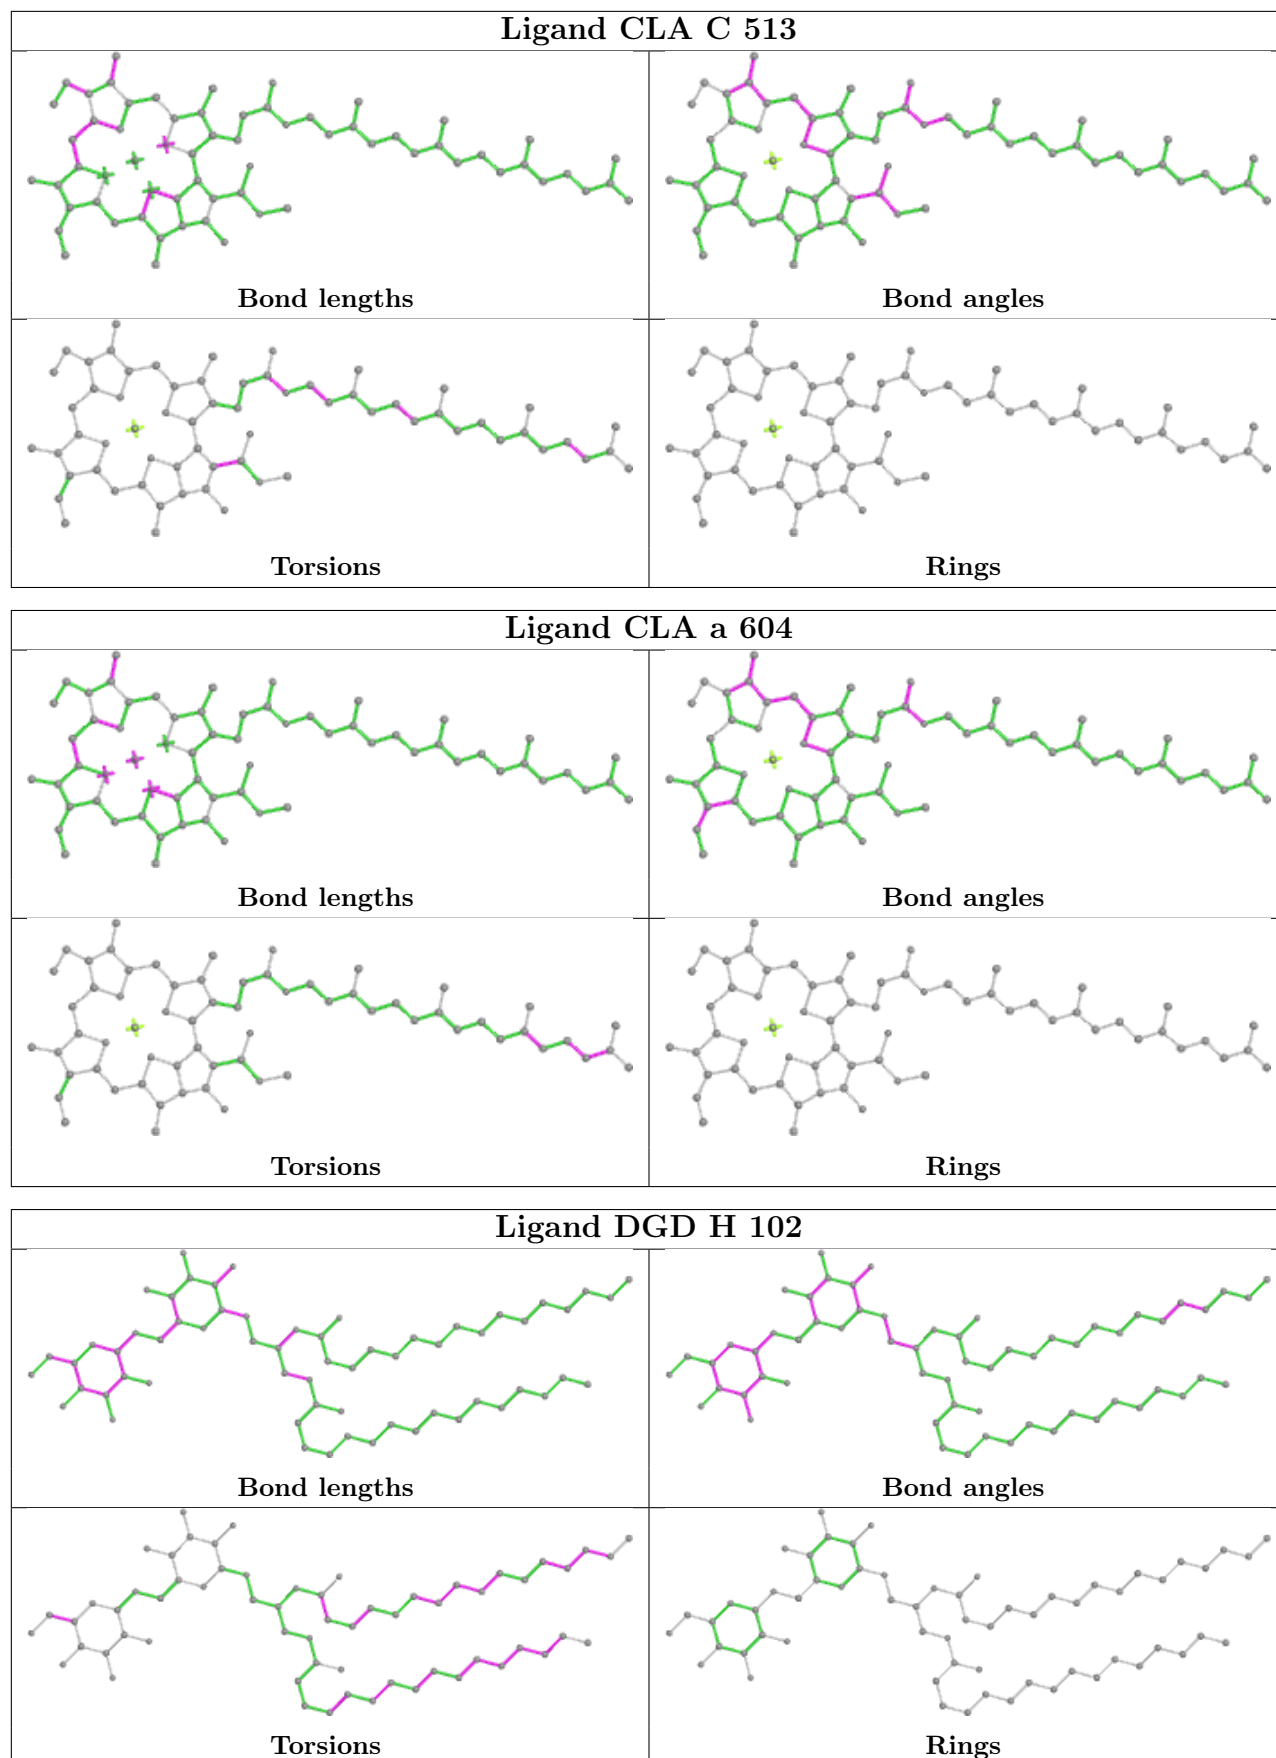 Ligand CLA C 513
Bond lengths
Bond angles
Torsions
Rings
Ligand CLA a 604
Bond lengths
Bond angles
Torsions
Rings
Ligand DGD H 102
Bond lengths
Bond angles
Torsions
Rings